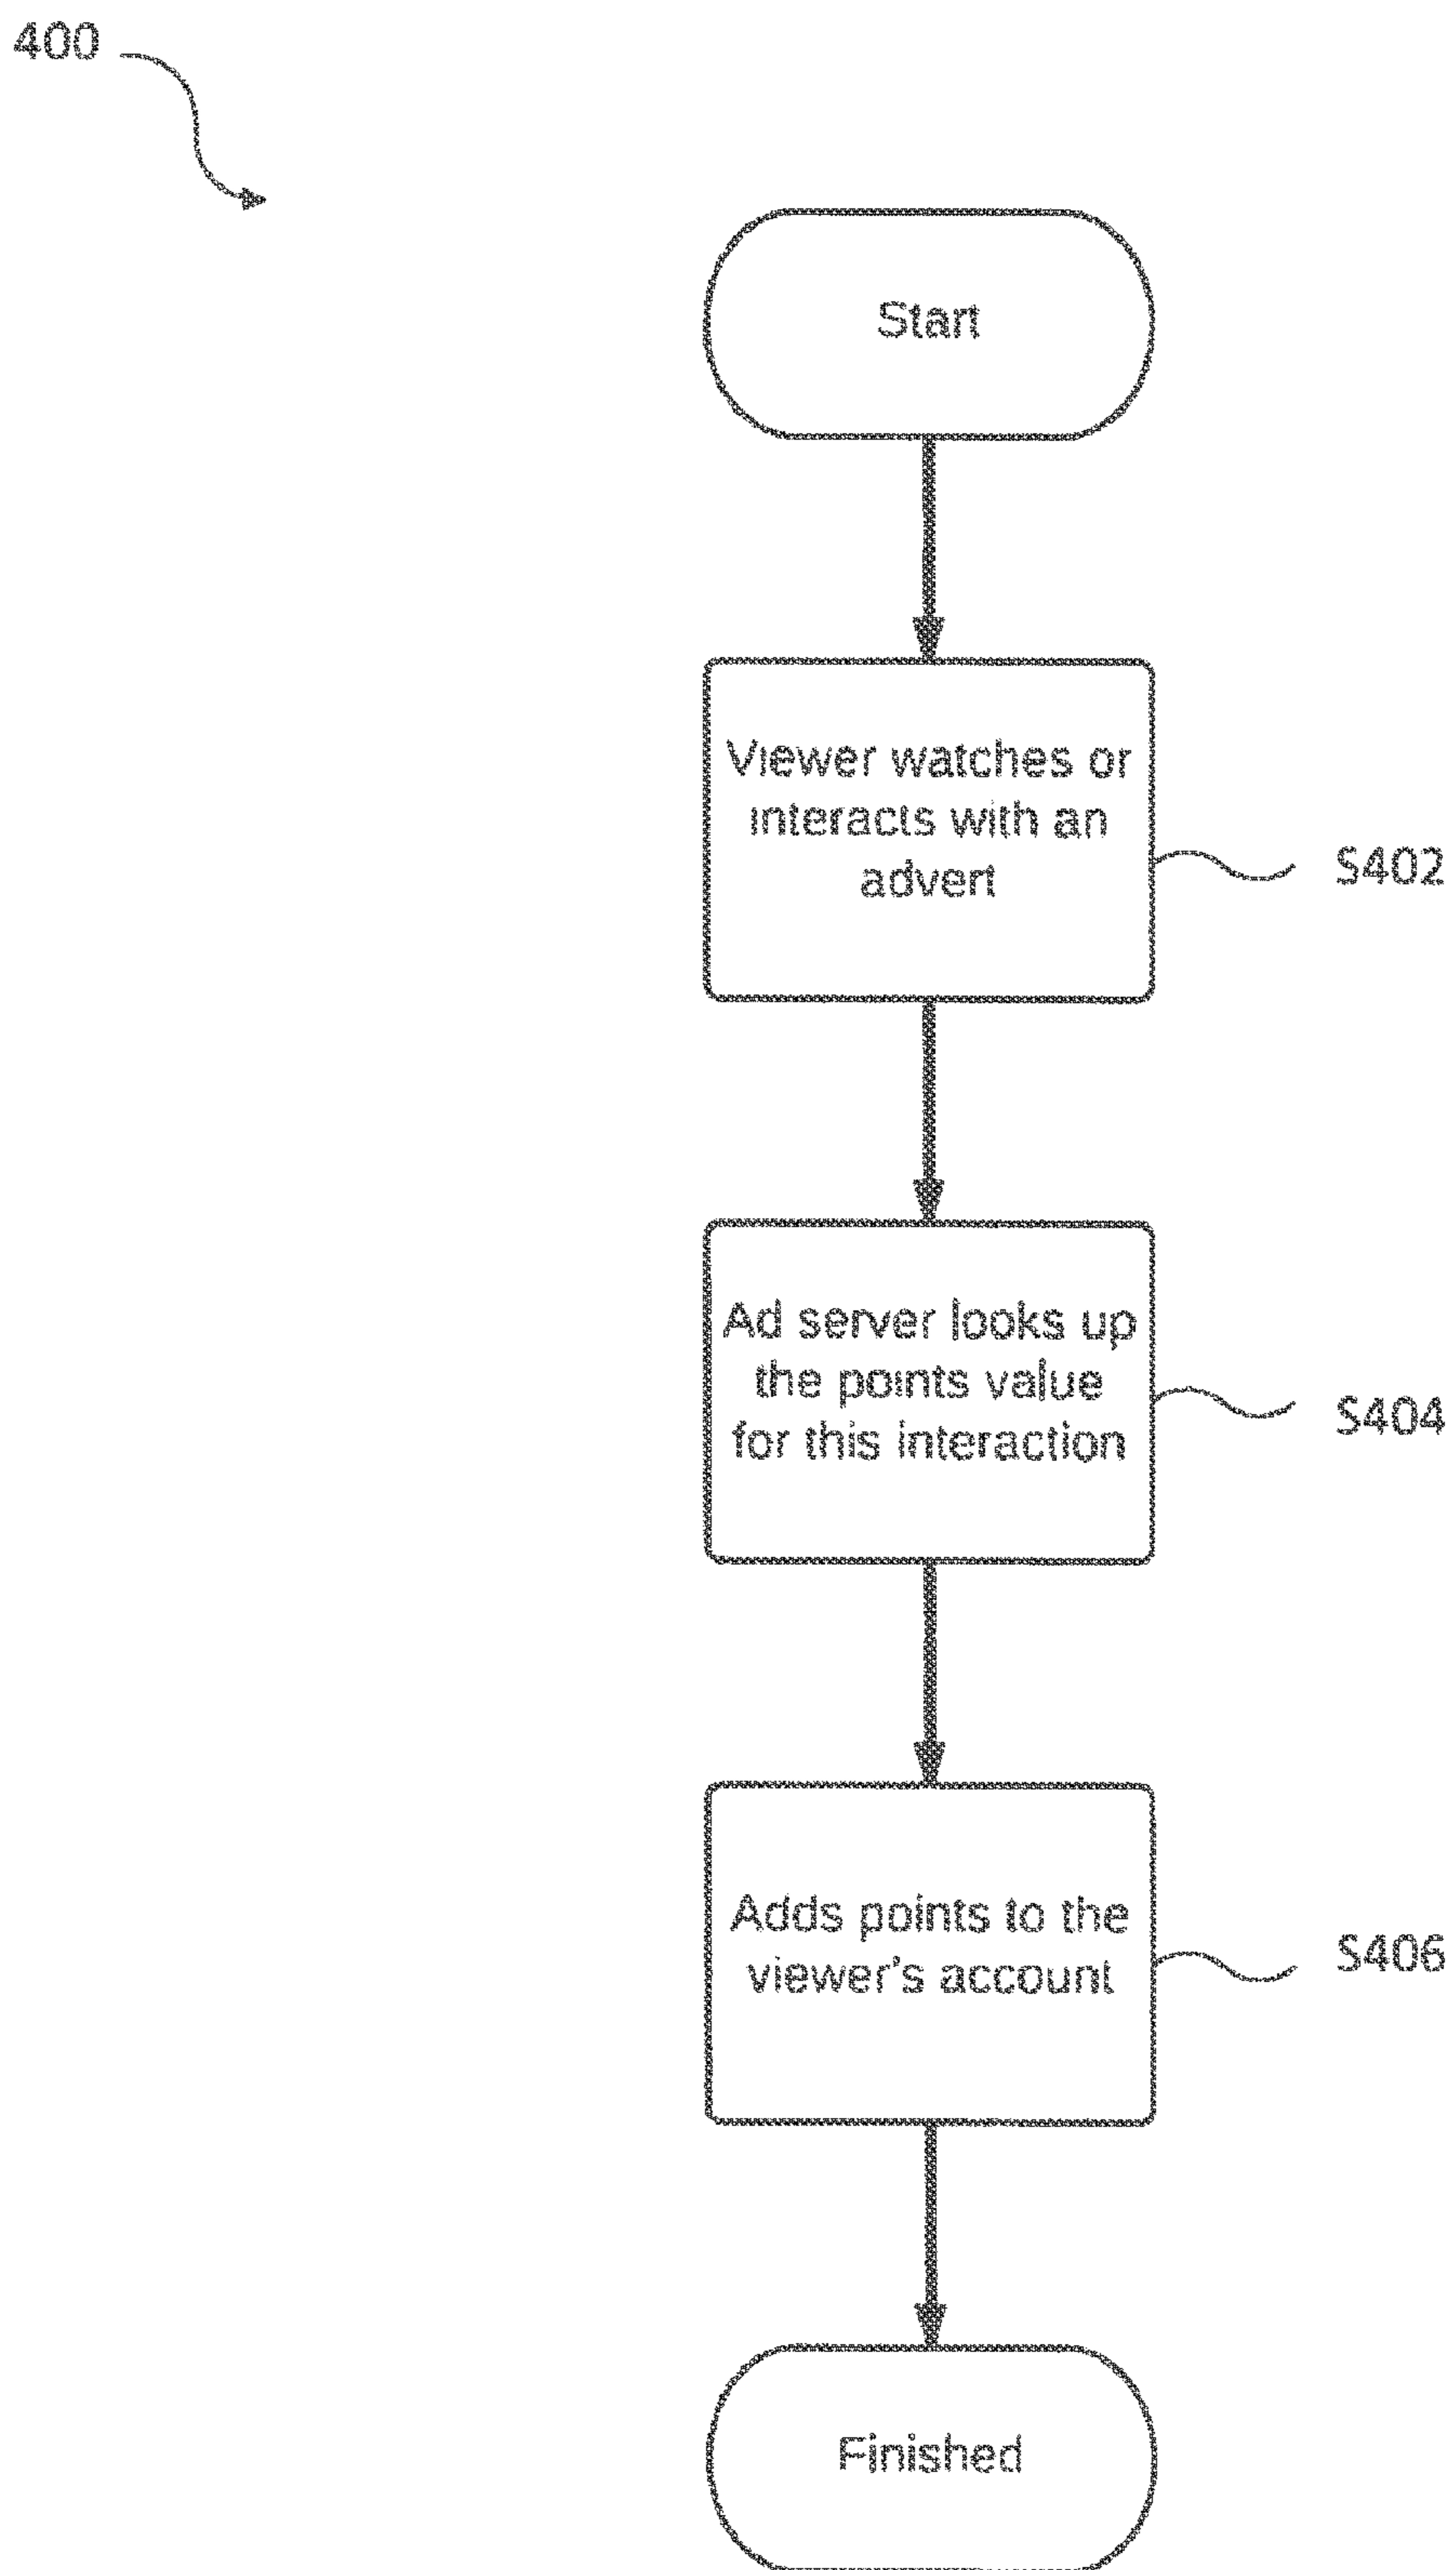 400
Start
Viewer watches or
interacts with an
advert
S402
Ad server looks up
the points value
for this interaction
S404
Adds points to the
viewer's account
S406
Finished